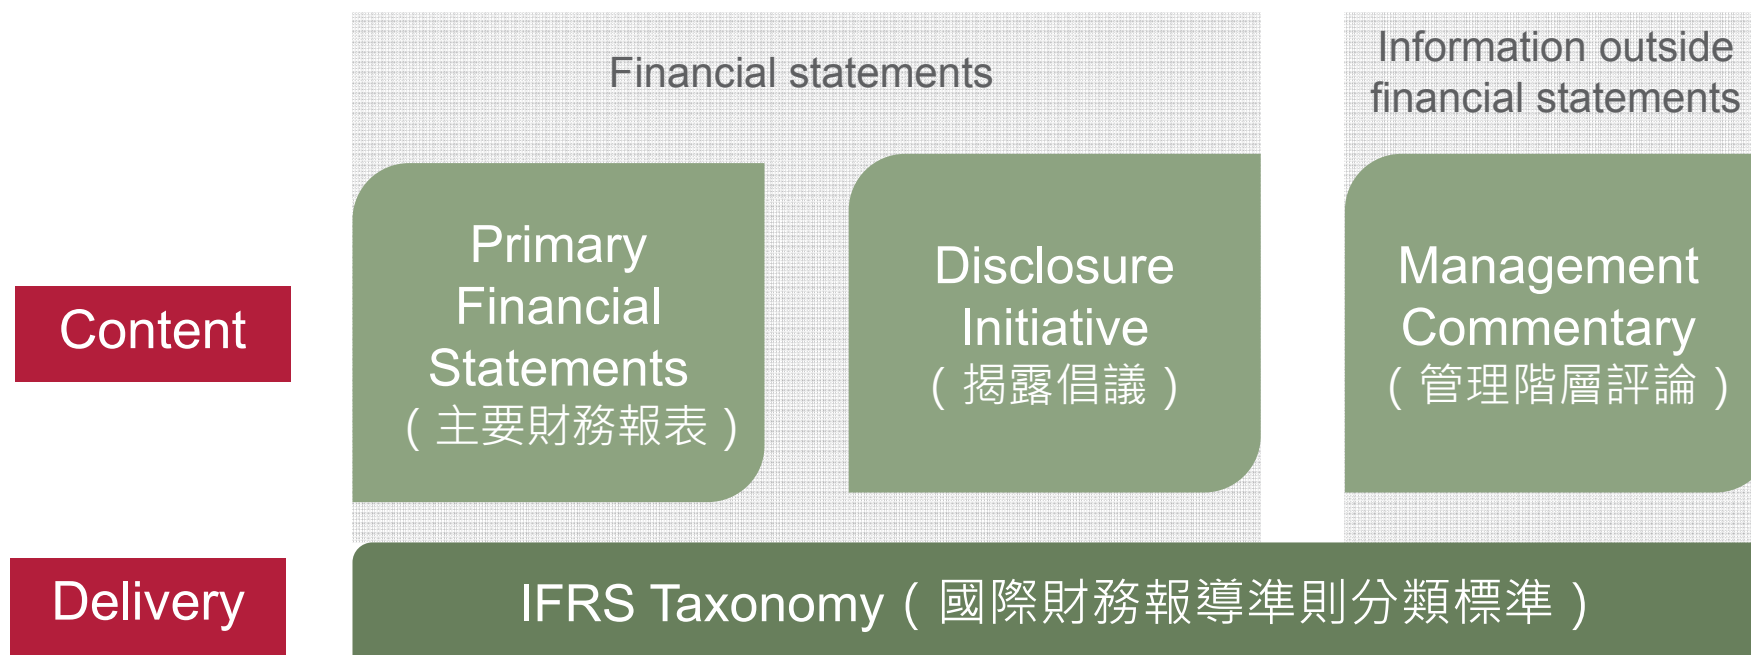 Financial statements
Information outside
financial statements
Content
Primary
Financial
Statements
（主要財務報表）
Disclosure
Initiative
（揭露倡議）
Management
Commentary
（管理階層評論）
Delivery
IFRS Taxonomy（國際財務報導準則分類標準）